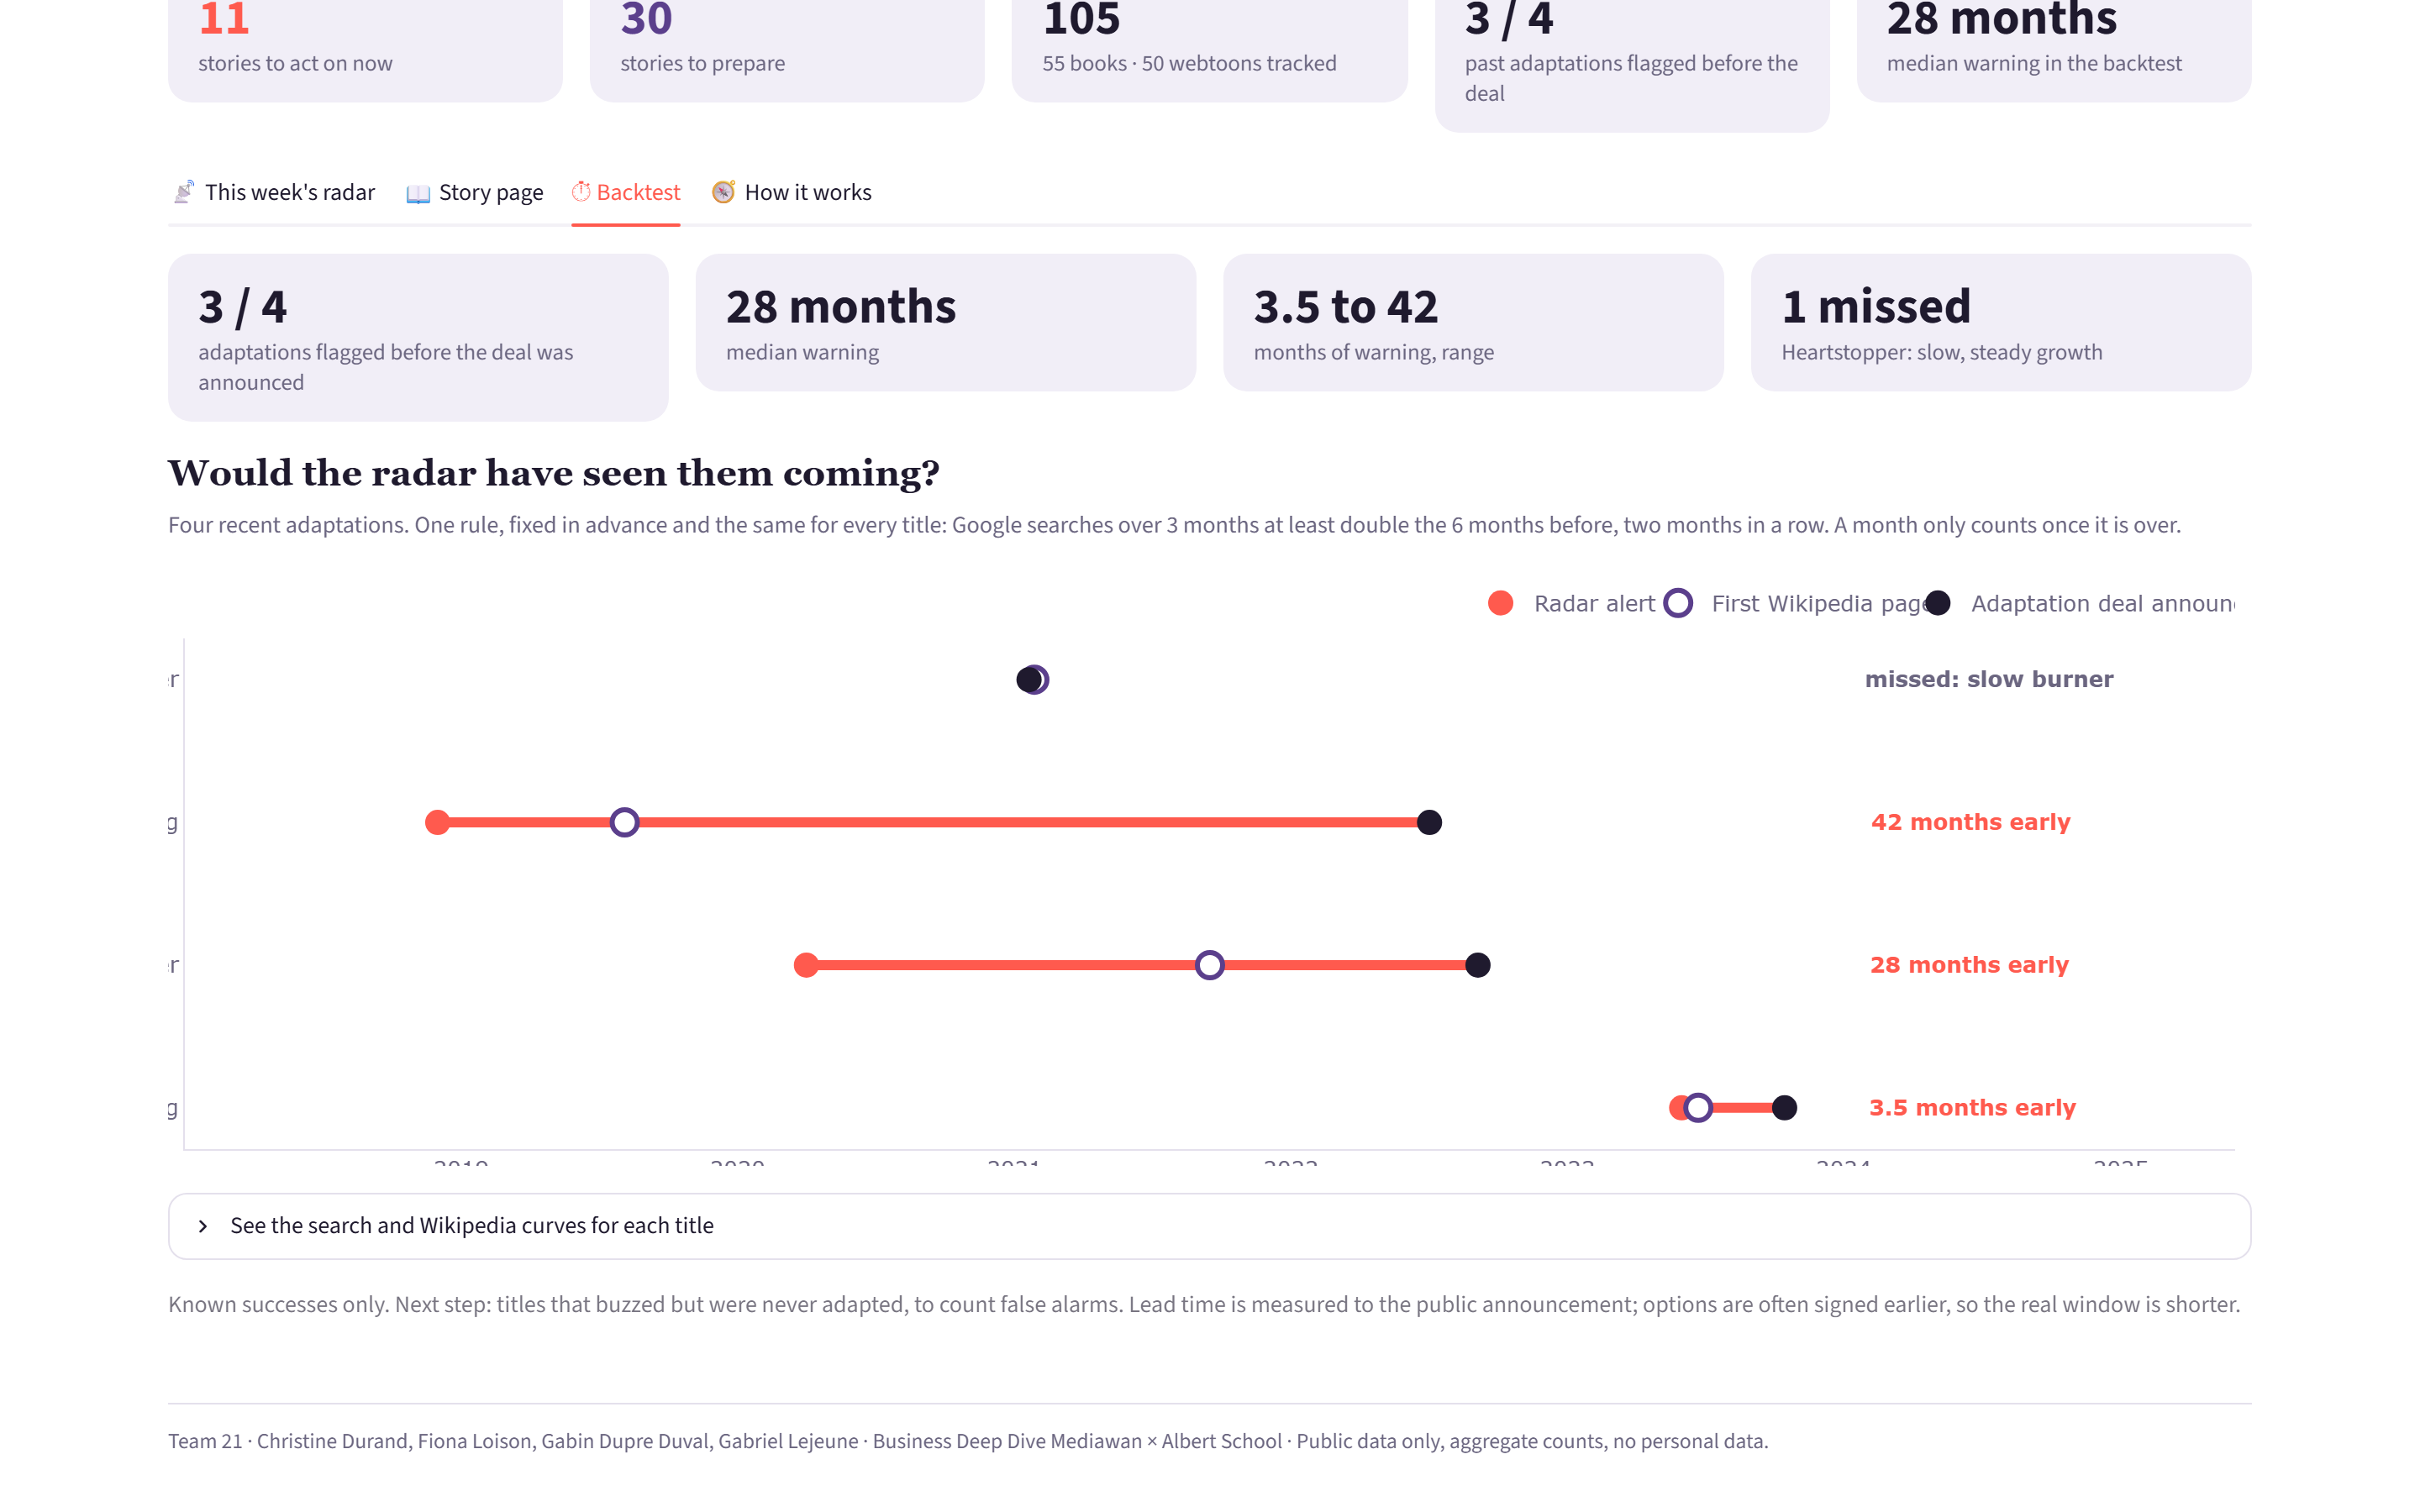 11
stories to act on now
30
stories to prepare
105
55 books · 50 webtoons tracked
3 / 4
past adaptations flagged before the
deal
28 months
median warning in the backtest
This week's radar
Story page
Backtest
How it works
3 / 4
adaptations flagged before the deal was
announced
28 months
median warning
3.5 to 42
months of warning, range
1 missed
Heartstopper: slow, steady growth
Would the radar have seen them coming?
Four recent adaptations. One rule, fixed in advance and the same for every title: Google searches over 3 months at least double the 6 months before, two months in a row. A month only counts once it is over.
Radar alert
First Wikipedia page
Adaptation deal announ
r
missed: slow burner
g
42 months early
r
28 months early
g
3.5 months early
2019 2020 2021 2022 2023 2024 2025
See the search and Wikipedia curves for each title
Known successes only. Next step: titles that buzzed but were never adapted, to count false alarms. Lead time is measured to the public announcement; options are often signed earlier, so the real window is shorter.
Team 21 · Christine Durand, Fiona Loison, Gabin Dupre Duval, Gabriel Lejeune · Business Deep Dive Mediawan × Albert School · Public data only, aggregate counts, no personal data.